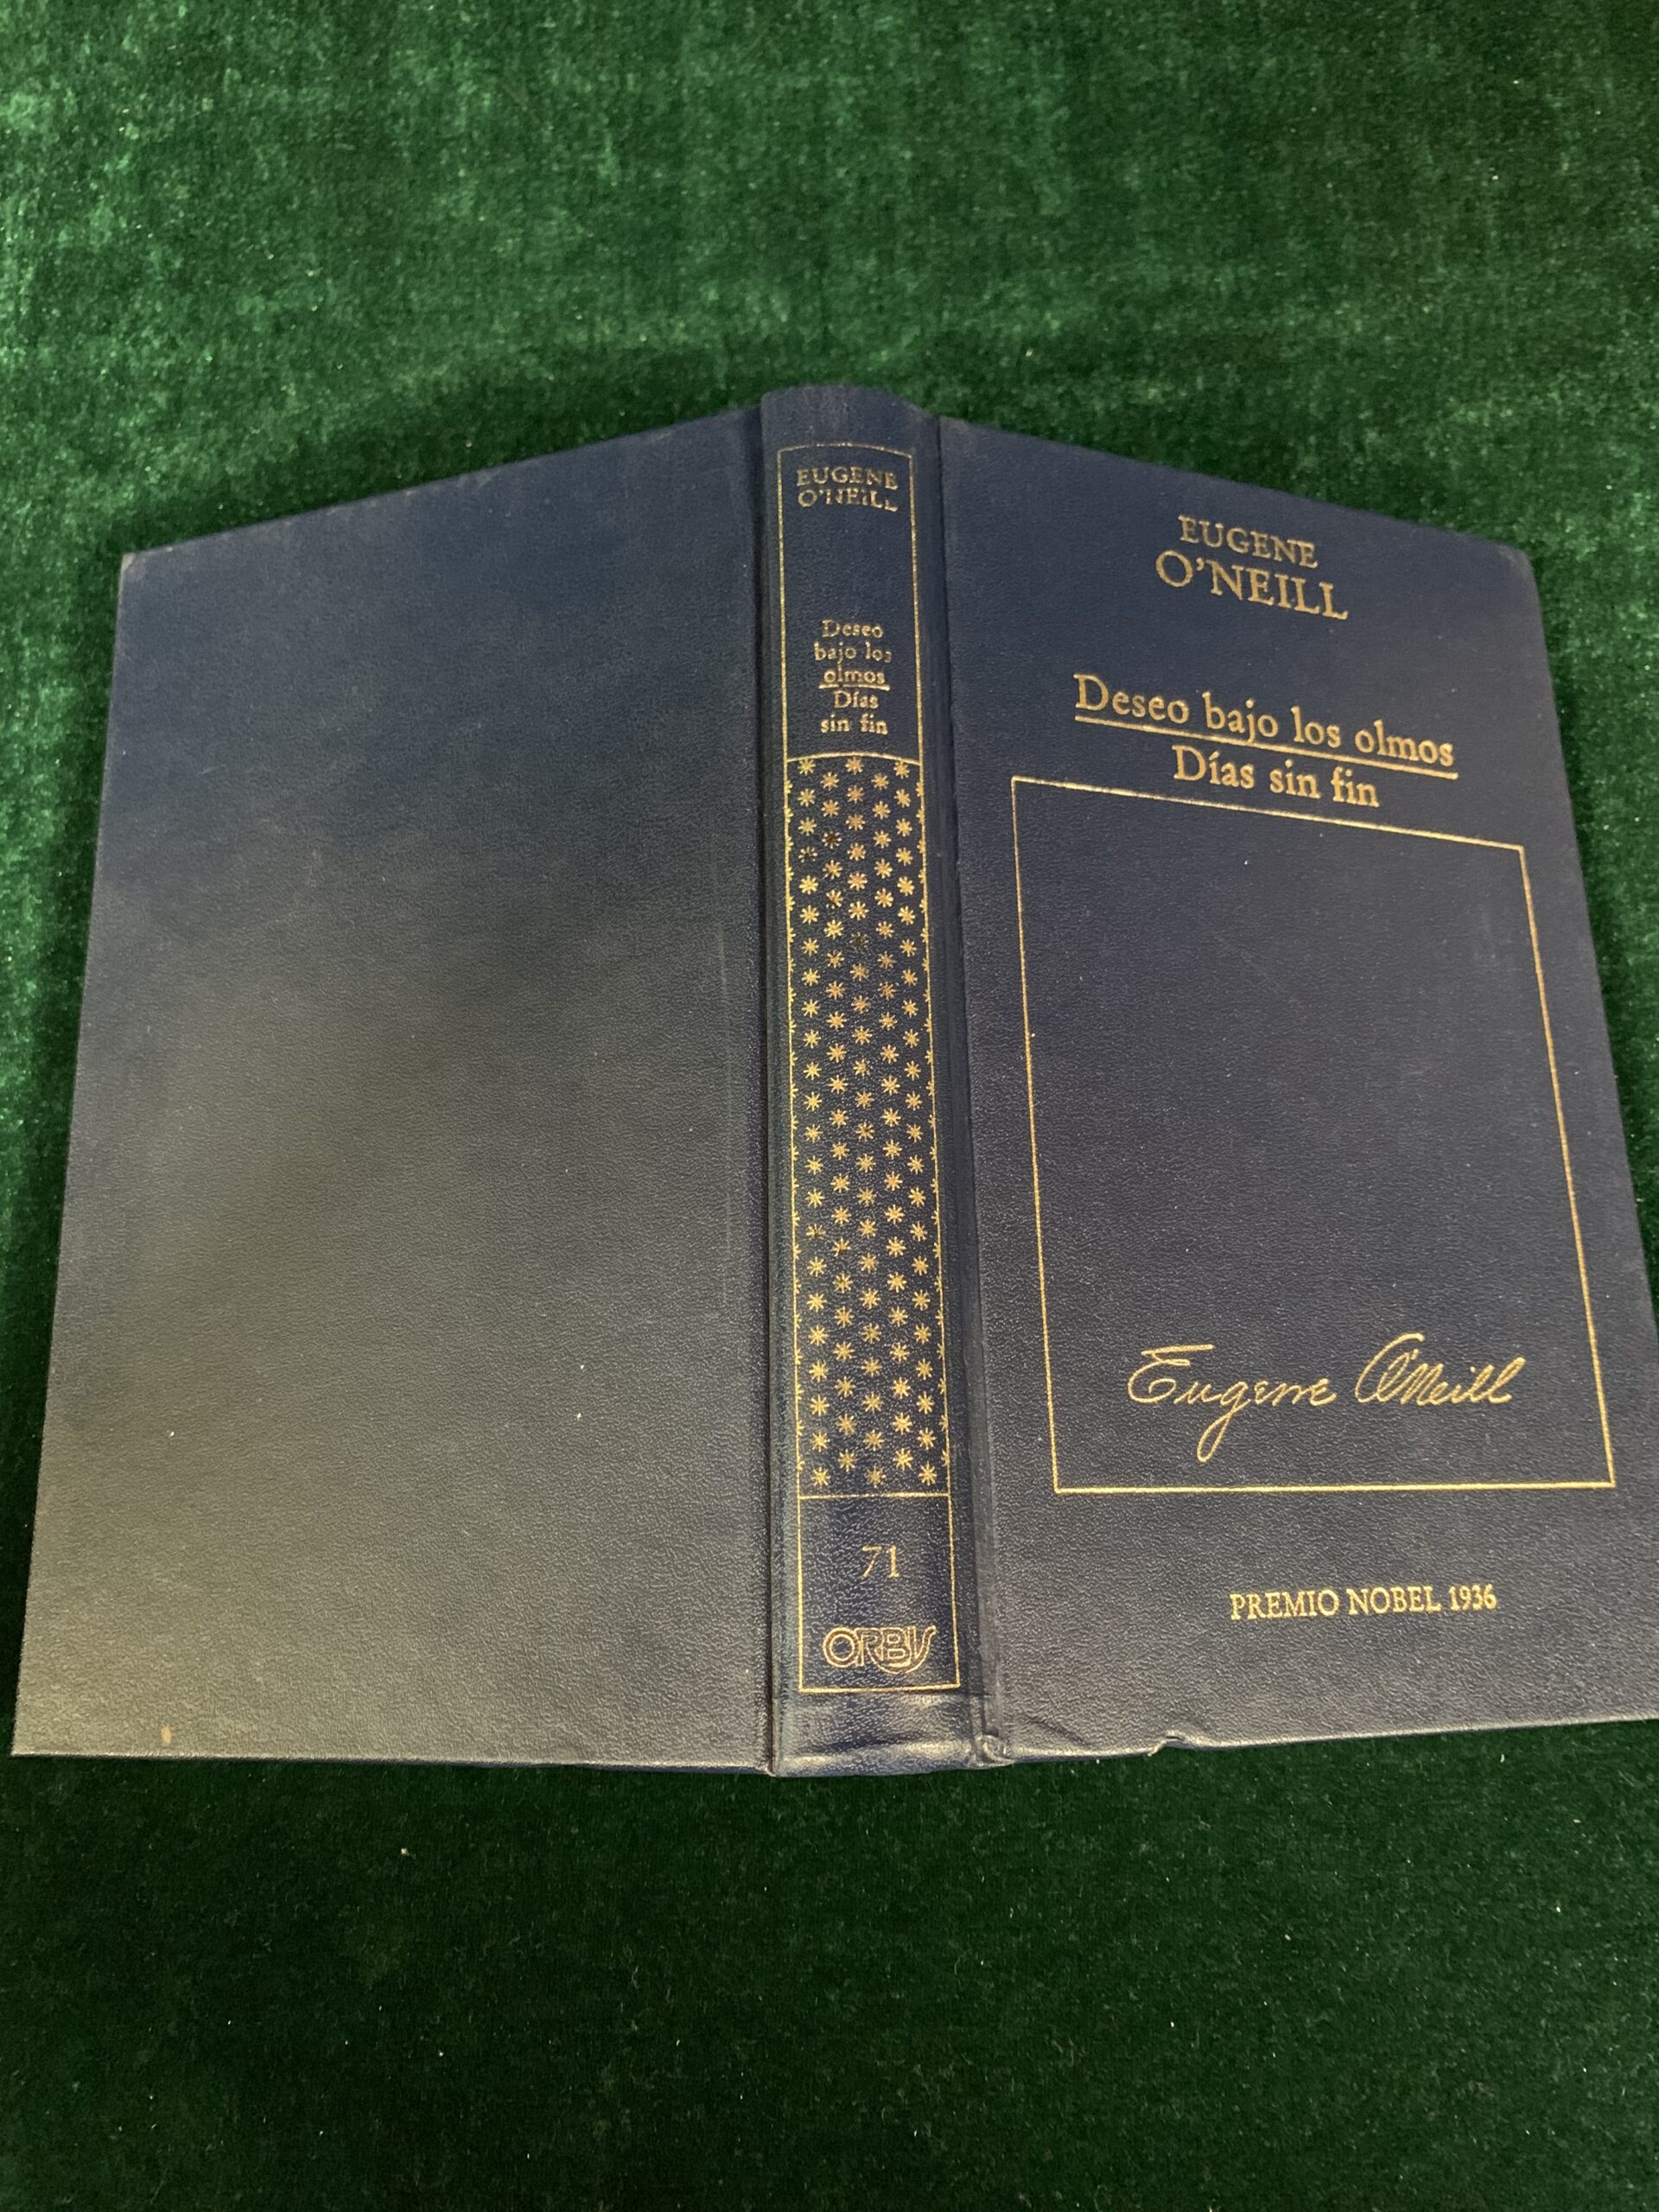 EUGENE
O'NEILL
Deseo
bajo los
olmos
Días
sin fin
71
ORBIS
EUGENE
O'NEILL
Deseo bajo los olmos
Días sin fin
Eugene O'Neill
PREMIO NOBEL 1936